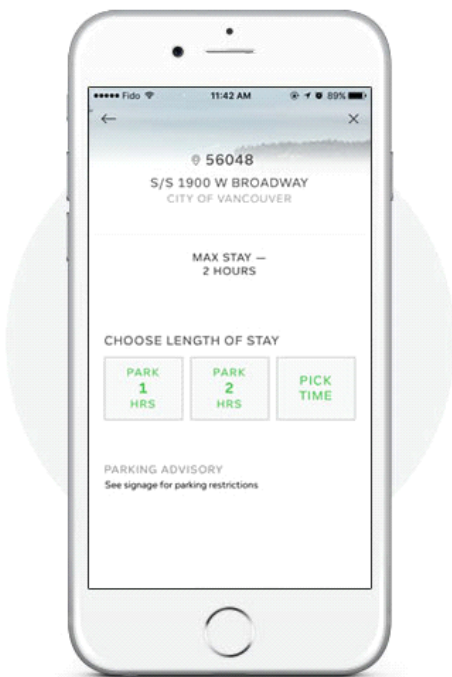 Fido 11:42 AM 89%
56048
S/S 1900 W BROADWAY
CITY OF VANCOUVER
MAX STAY —
2 HOURS
CHOOSE LENGTH OF STAY
PARK 1 HRS
PARK 2 HRS
PICK TIME
PARKING ADVISORY
See signage for parking restrictions